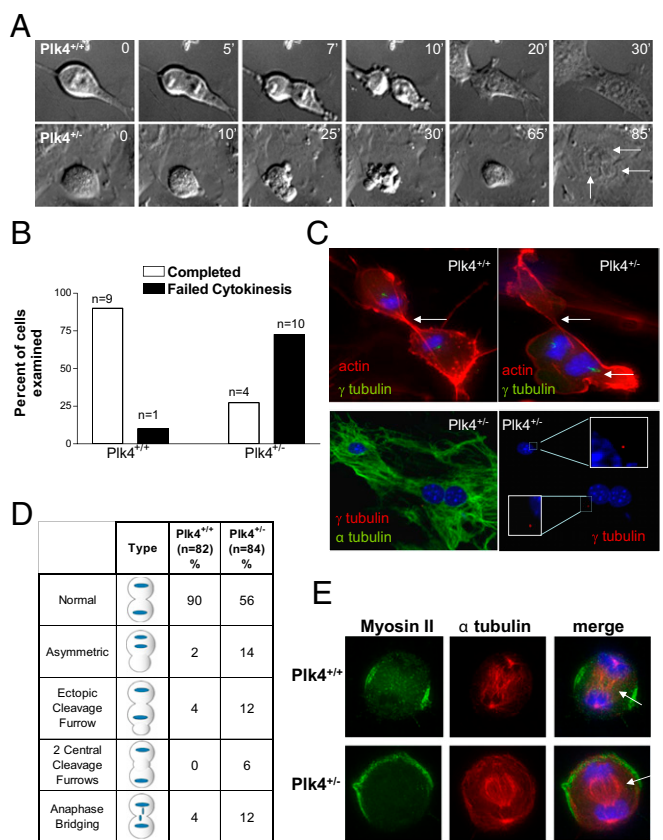 A
Plk4+/+ 0 5' 7' 10' 20' 30'
Plk4+/- 0 10' 25' 30' 65' 85'
B
Completed
Failed Cytokinesis
Percent of cells
examined
100
75
50
25
0
n=9
n=1
n=4
n=10
Plk4+/+ Plk4+/-
C
Plk4+/+
actin
γ tubulin
Plk4+/-
actin
γ tubulin
Plk4+/-
γ tubulin
α tubulin
Plk4+/-
γ tubulin
D
Type Plk4+/+ (n=82) % Plk4+/- (n=84) %
Normal 90 56
Asymmetric 2 14
Ectopic Cleavage Furrow 4 12
2 Central Cleavage Furrows 0 6
Anaphase Bridging 4 12
E
Myosin II α tubulin merge
Plk4+/+
Plk4+/-